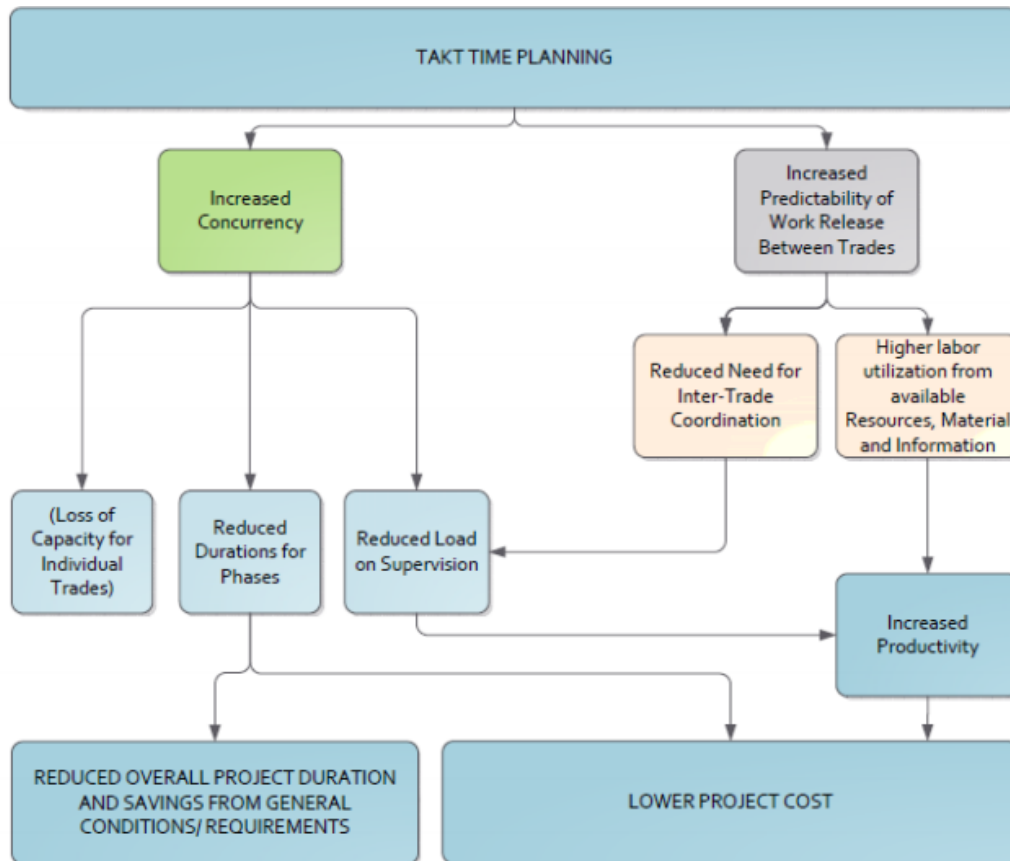 TAKT TIME PLANNING
Increased
Concurrency
Increased
Predictability of
Work Release
Between Trades
Reduced Need for
Inter-Trade
Coordination
Higher labor
utilization from
available
Resources, Material
and Information
(Loss of
Capacity for
Individual
Trades)
Reduced
Durations for
Phases
Reduced Load
on Supervision
Increased
Productivity
REDUCED OVERALL PROJECT DURATION
AND SAVINGS FROM GENERAL
CONDITIONS/ REQUIREMENTS
LOWER PROJECT COST